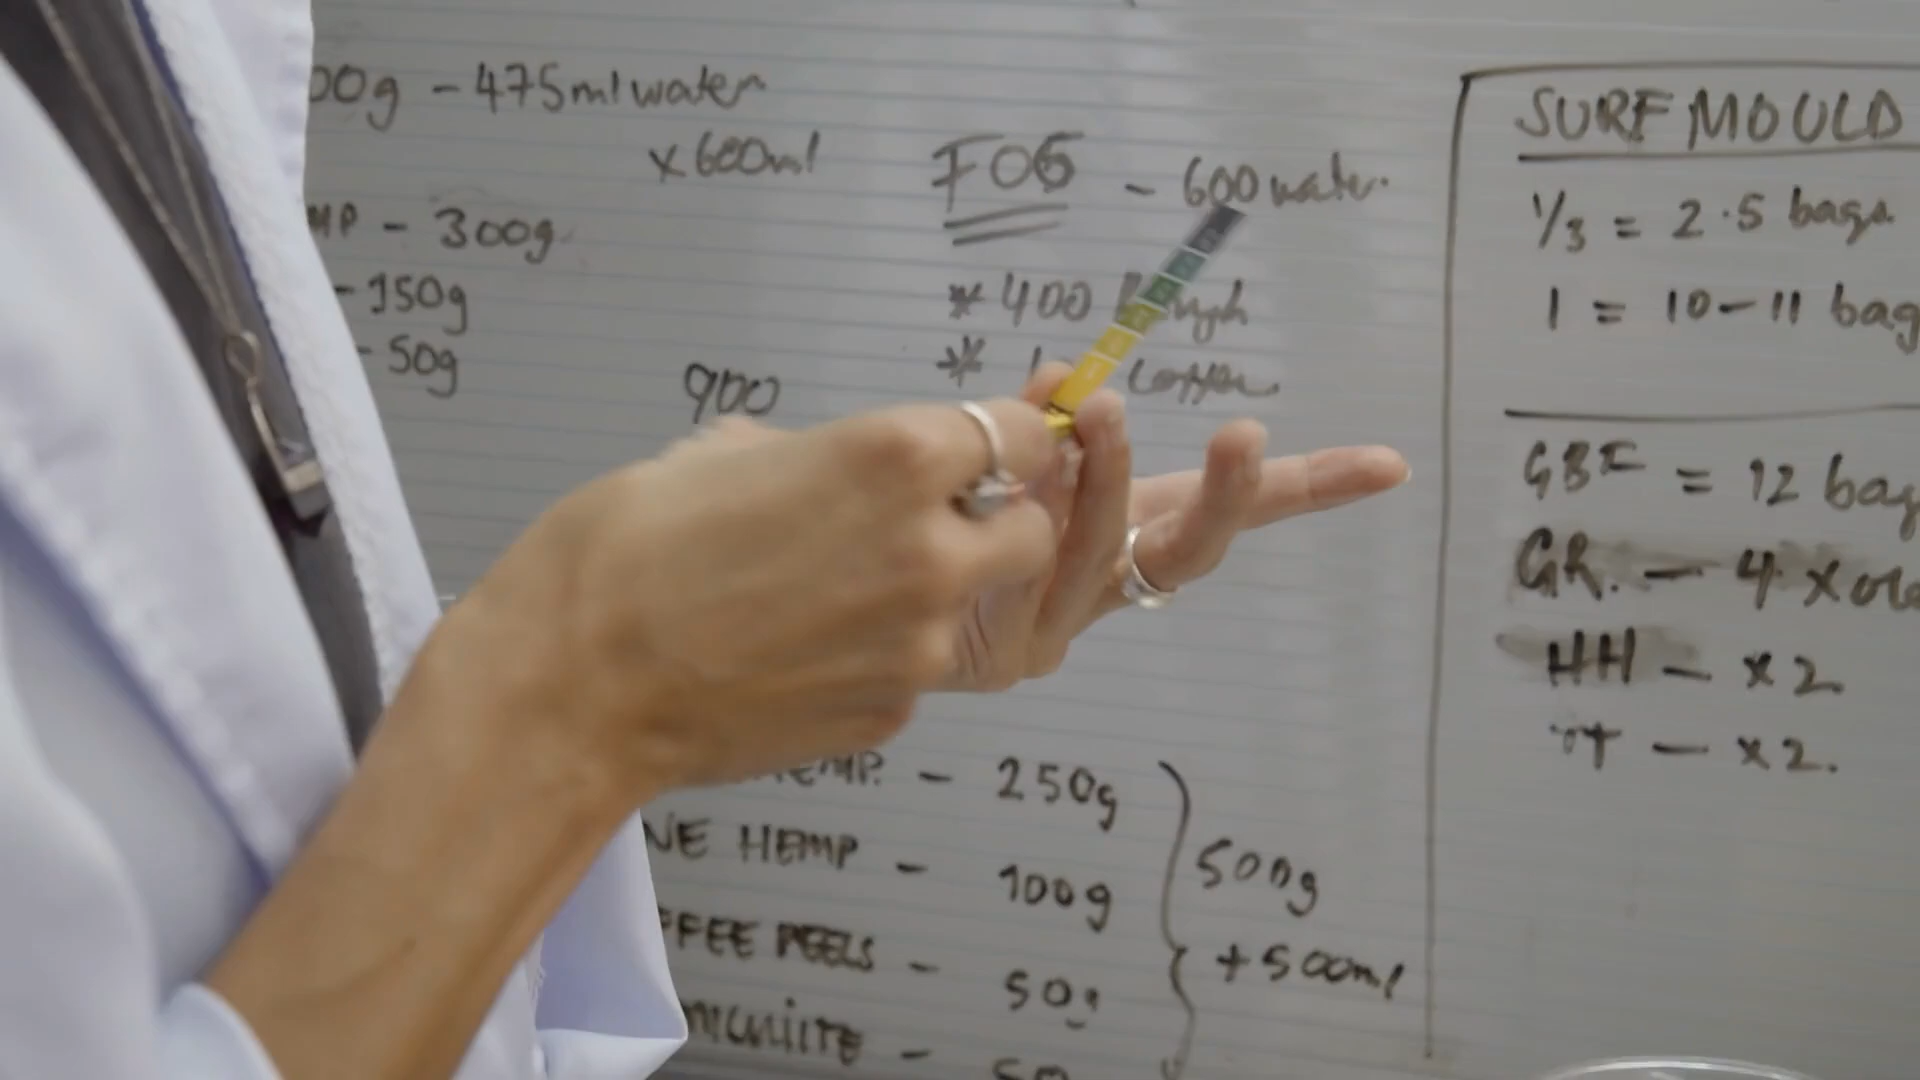 00g - 475ml water
x 600ml
MP - 300g
- 150g
- 50g
900
FOG - 600 water.
* 400
*
HEMP. - 250g
NE HEMP - 100g
FFEE PEELS - 50g
MICULITE - 50
500g
+500ml
SURF MOULD
1/3 = 2.5 bags.
1 = 10-11 bag
GBF = 12 bag
GR. - 4 x
HH - x2
- x2.